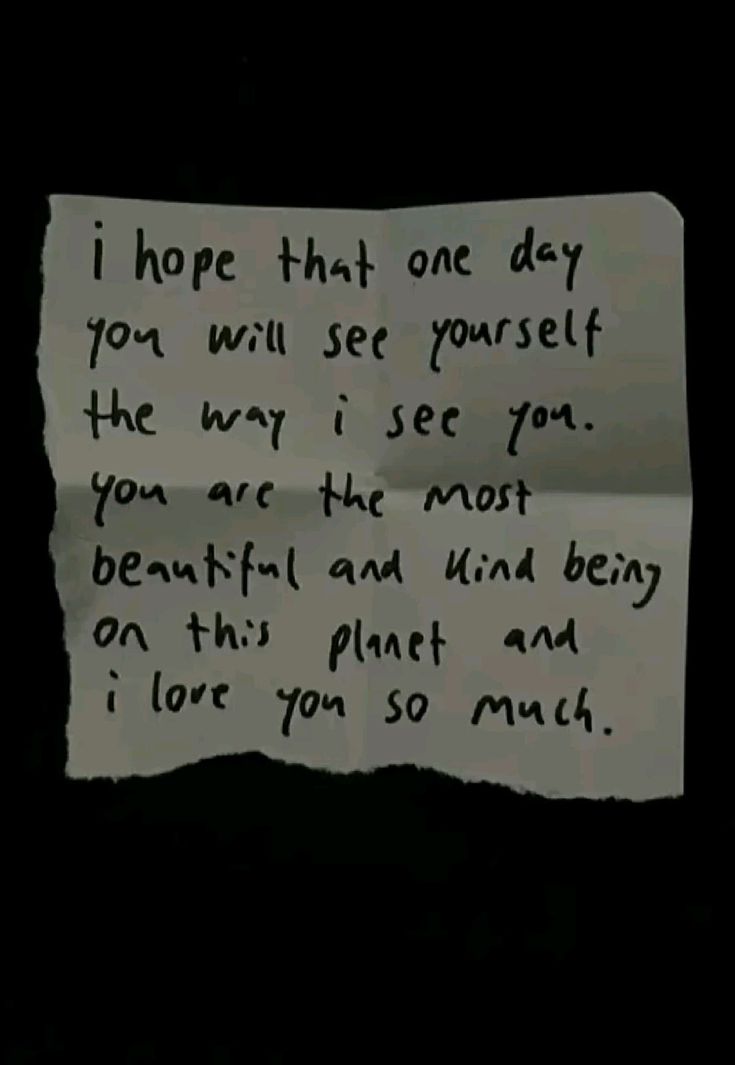 i hope that one day
you will see yourself
the way i see you.
you are the most
beautiful and kind being
on this planet and
i love you so much.